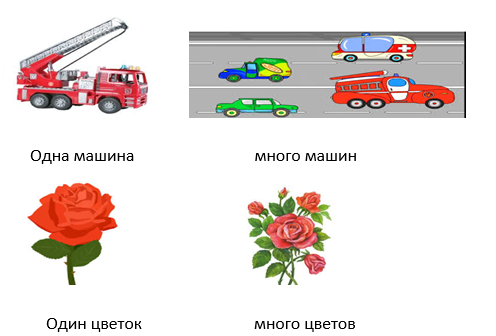 Одна машина много машин
Один цветок много цветов